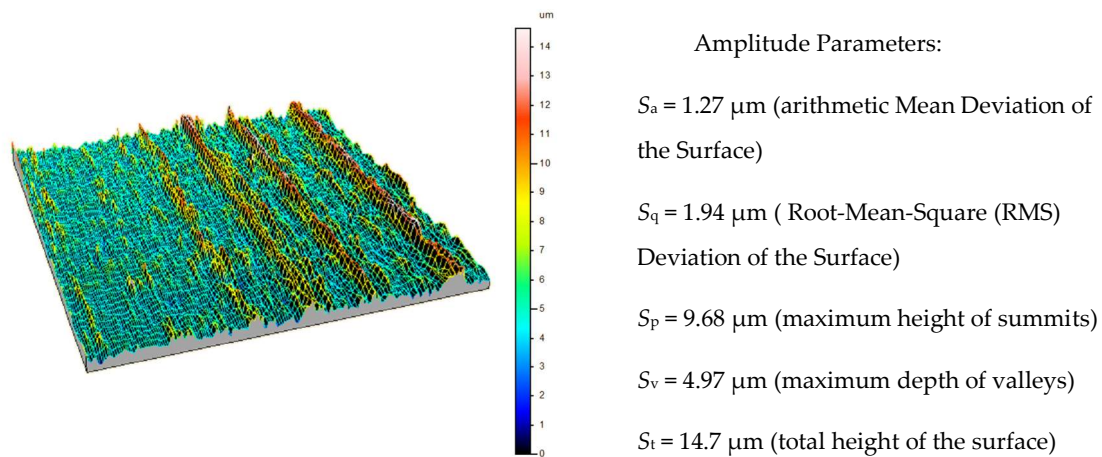 um
14
13
12
11
10
9
8
7
6
5
4
3
2
1
0
Amplitude Parameters:
Sa = 1.27 µm (arithmetic Mean Deviation of
the Surface)
Sq = 1.94 µm ( Root-Mean-Square (RMS)
Deviation of the Surface)
Sp = 9.68 µm (maximum height of summits)
Sv = 4.97 µm (maximum depth of valleys)
St = 14.7 µm (total height of the surface)